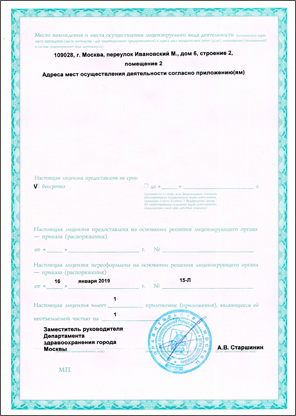 Место нахождения и места осуществления лицензируемого вида деятельности
109028, г. Москва, переулок Ивановский М., дом 6, строение 2,
помещение 2
Адреса мест осуществления деятельности согласно приложению(ям)
Настоящая лицензия предоставлена на срок:
V бессрочно
до « » г.
Настоящая лицензия предоставлена на основании решения лицензирующего органа
— приказа (распоряжения)
от « » г. №
Настоящая лицензия переоформлена на основании решения лицензирующего органа
— приказа (распоряжения)
от « 16 » января 2019 г. № 15-Л
Настоящая лицензия имеет 1 приложение (приложения), являющееся её
неотъемлемой частью на 1
Заместитель руководителя
Департамента
здравоохранения города
Москвы
А.В. Старшинин
М.П.